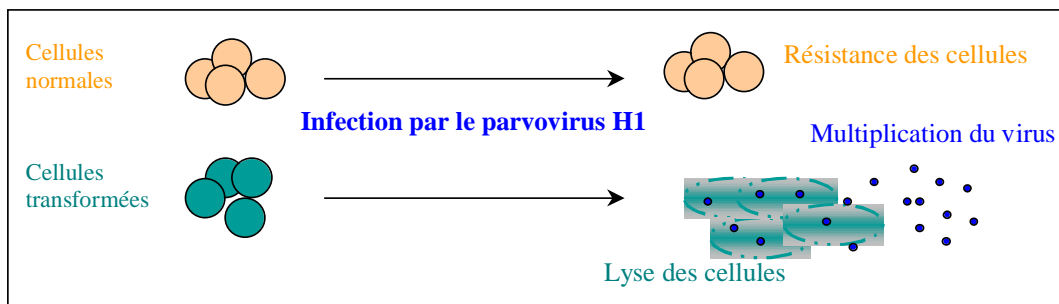 Cellules
normales
Résistance des cellules
Infection par le parvovirus H1
Multiplication du virus
Cellules
transformées
Lyse des cellules